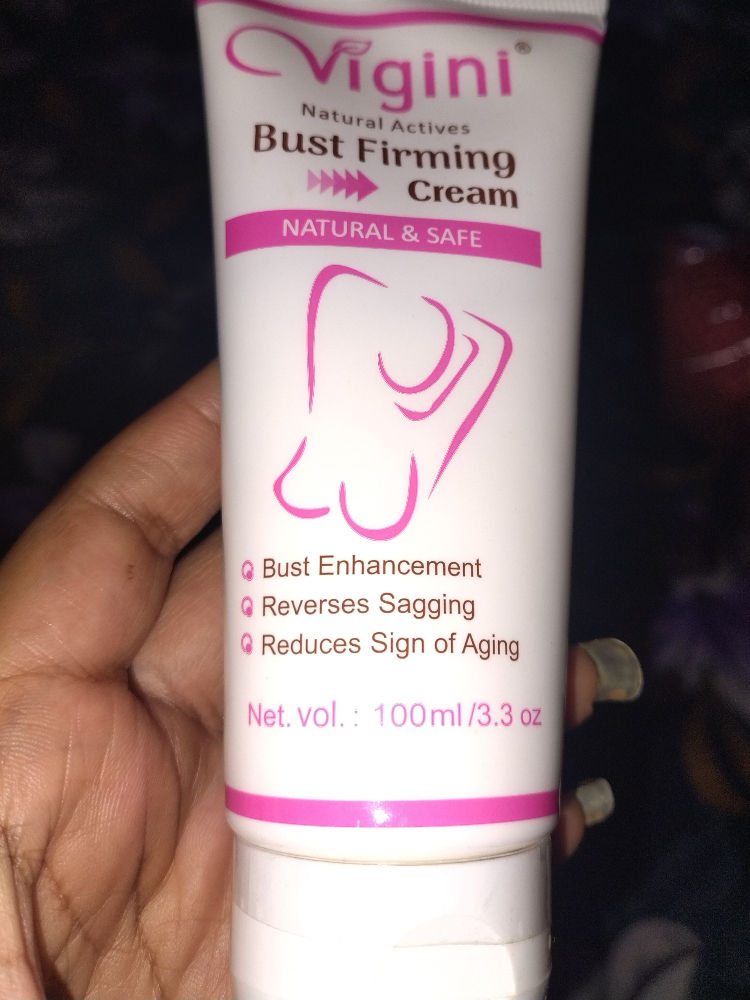 Vigini®
Natural Actives
Bust Firming
Cream
NATURAL & SAFE
Bust Enhancement
Reverses Sagging
Reduces Sign of Aging
Net. vol. : 100ml/3.3 oz